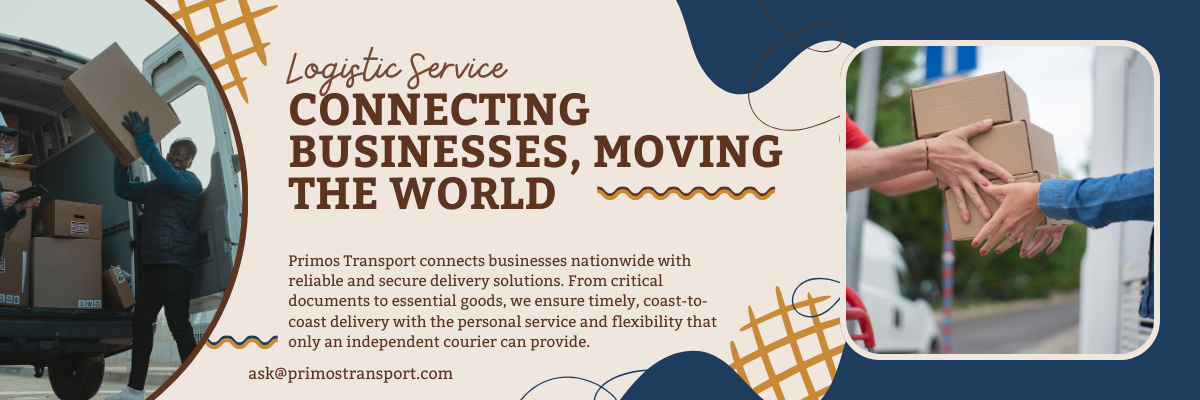 Logistic Service
CONNECTING
BUSINESSES, MOVING
THE WORLD
Primos Transport connects businesses nationwide with
reliable and secure delivery solutions. From critical
documents to essential goods, we ensure timely, coast-to-
coast delivery with the personal service and flexibility that
only an independent courier can provide.
ask@primostransport.com